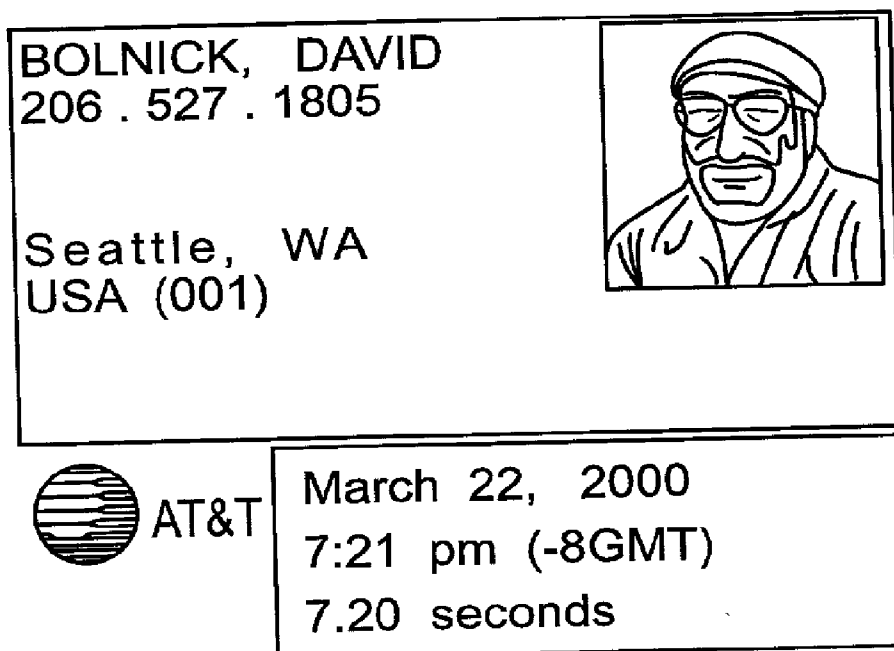 BOLNICK, DAVID
206 . 527 . 1805
Seattle, WA
USA (001)
AT&T
March 22, 2000
7:21 pm (-8GMT)
7.20 seconds